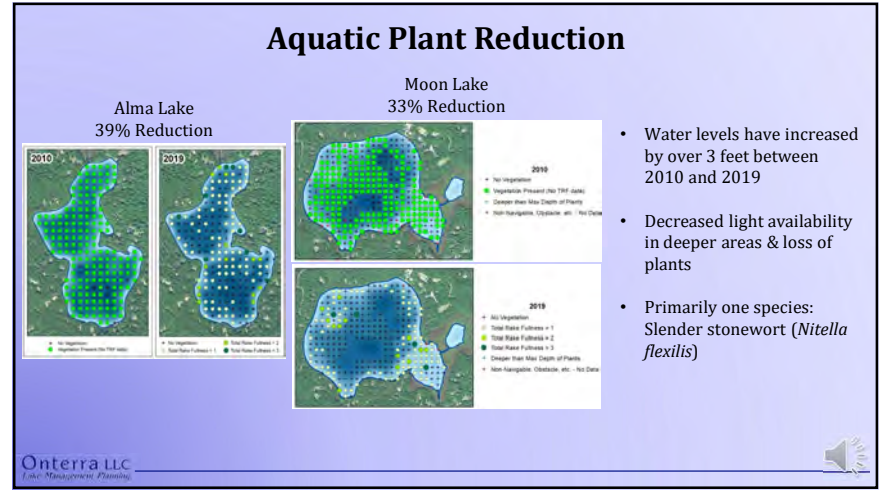 Aquatic Plant Reduction
Alma Lake
39% Reduction
Moon Lake
33% Reduction
2010
2019
No Vegetation
Vegetation Present (No TRF data)
No Vegetation
Total Rake Fullness = 1
Total Rake Fullness = 2
Total Rake Fullness = 3
2010
No Vegetation
Vegetation Present (No TRF data)
Deeper than Max Depth of Plants
Non-Navigable, Obstacle, etc. - No Data
2019
No Vegetation
Total Rake Fullness = 1
Total Rake Fullness = 2
Total Rake Fullness = 3
Deeper than Max Depth of Plants
Non-Navigable, Obstacle, etc. - No Data
• Water levels have increased
by over 3 feet between
2010 and 2019
• Decreased light availability
in deeper areas & loss of
plants
• Primarily one species:
Slender stonewort (Nitella
flexilis)
Onterra LLC
Lake Management Planning